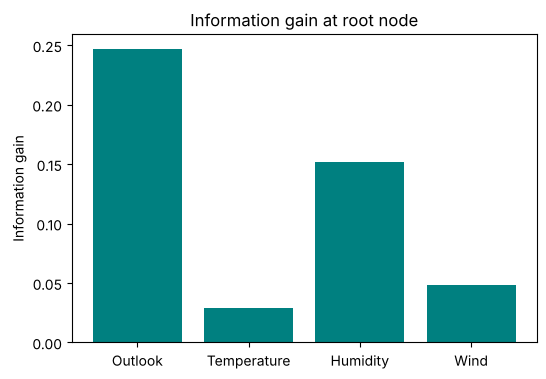 Information gain at root node
Information gain
0.25
0.20
0.15
0.10
0.05
0.00
Outlook Temperature Humidity Wind